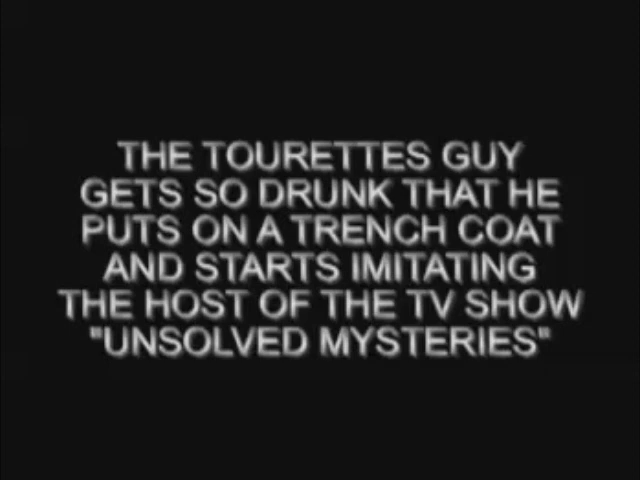 THE TOURETTES GUY
GETS SO DRUNK THAT HE
PUTS ON A TRENCH COAT
AND STARTS IMITATING
THE HOST OF THE TV SHOW
"UNSOLVED MYSTERIES"